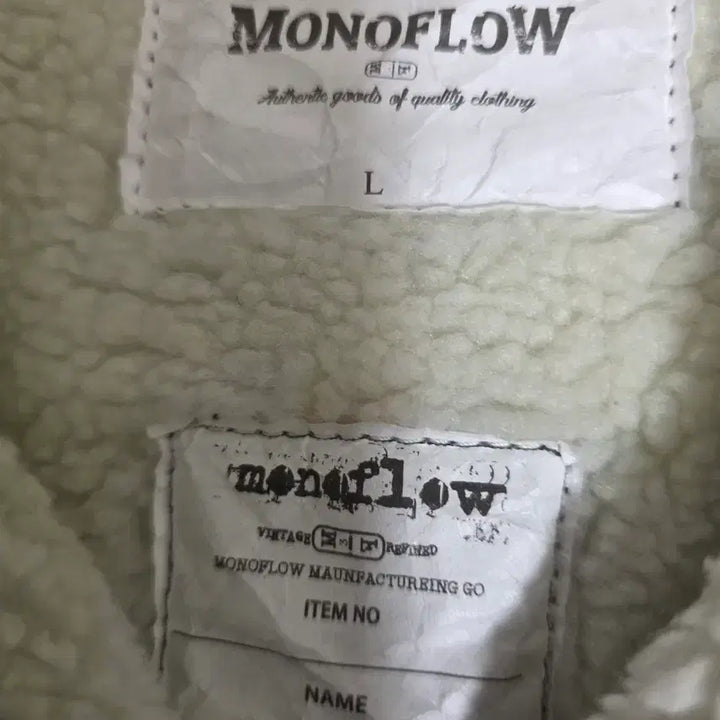 MONOFLOW
Authentic goods of quality clothing
L
monoflow
VINTAGE REFINED
MONOFLOW MAUNFACTUREING GO
ITEM NO
NAME